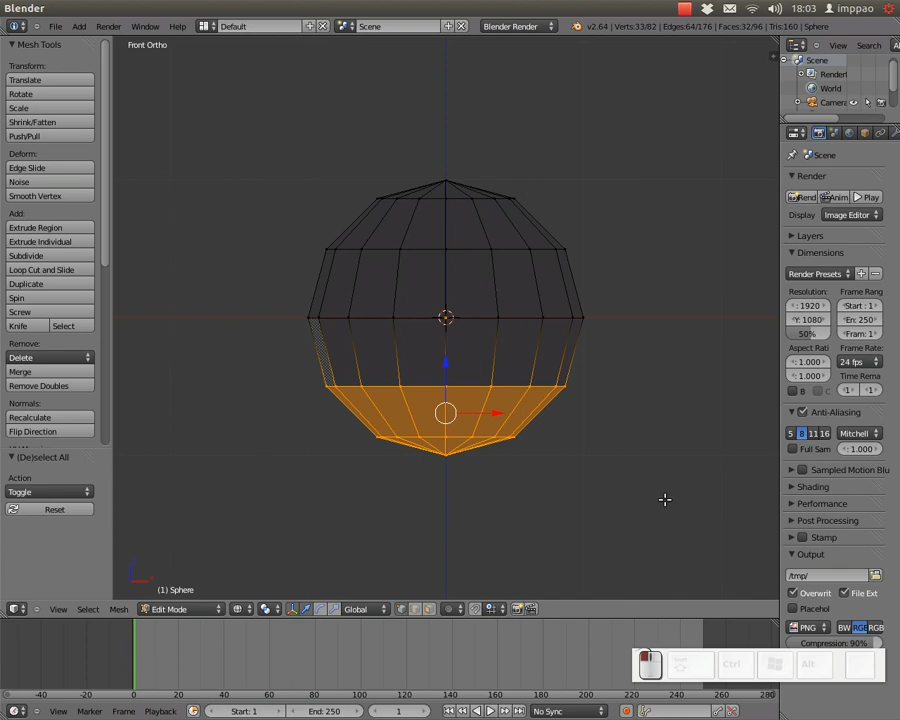 Blender
18:03 imppao
File Add Render Window Help
Default
Scene
Blender Render
v2.64 | Verts:33/82 | Edges:64/176 | Faces:32/96 | Tris:160 | Sphere
Mesh Tools
Transform:
Translate
Rotate
Scale
Shrink/Fatten
Push/Pull
Deform:
Edge Slide
Noise
Smooth Vertex
Add:
Extrude Region
Extrude Individual
Subdivide
Loop Cut and Slide
Duplicate
Spin
Screw
Knife Select
Remove:
Delete
Merge
Remove Doubles
Normals:
Recalculate
Flip Direction
(De)select All
Action
Toggle
Reset
Front Ortho
(1) Sphere
View Select Mesh
Edit Mode
Global
View Search Al
Scene
Renderl
World
Camera
Scene
Render
Rend Anim Play
Display Image Editor
Layers
Dimensions
Render Presets
Resolution: Frame Rang
: 1920 Start : 1
Y: 1080 En: 250
50% Fram: 1
Aspect Rati Frame Rate:
: 1.000 24 fps
: 1.000 Time Rema
B C 1 1
Anti-Aliasing
5 8 11 16 Mitchell
Full Sam : 1.000
Sampled Motion Blu
Shading
Performance
Post Processing
Stamp
Output
/tmp/
Overwrit File Ext
Placehol
PNG BW RGB RGB
Compression: 90%
Ctrl Alt
-40 -20 0 20 40 60 80 100 120 140 160 180 200 220 240 260 280
View Marker Frame Playback
Start: 1 End: 250 1
No Sync